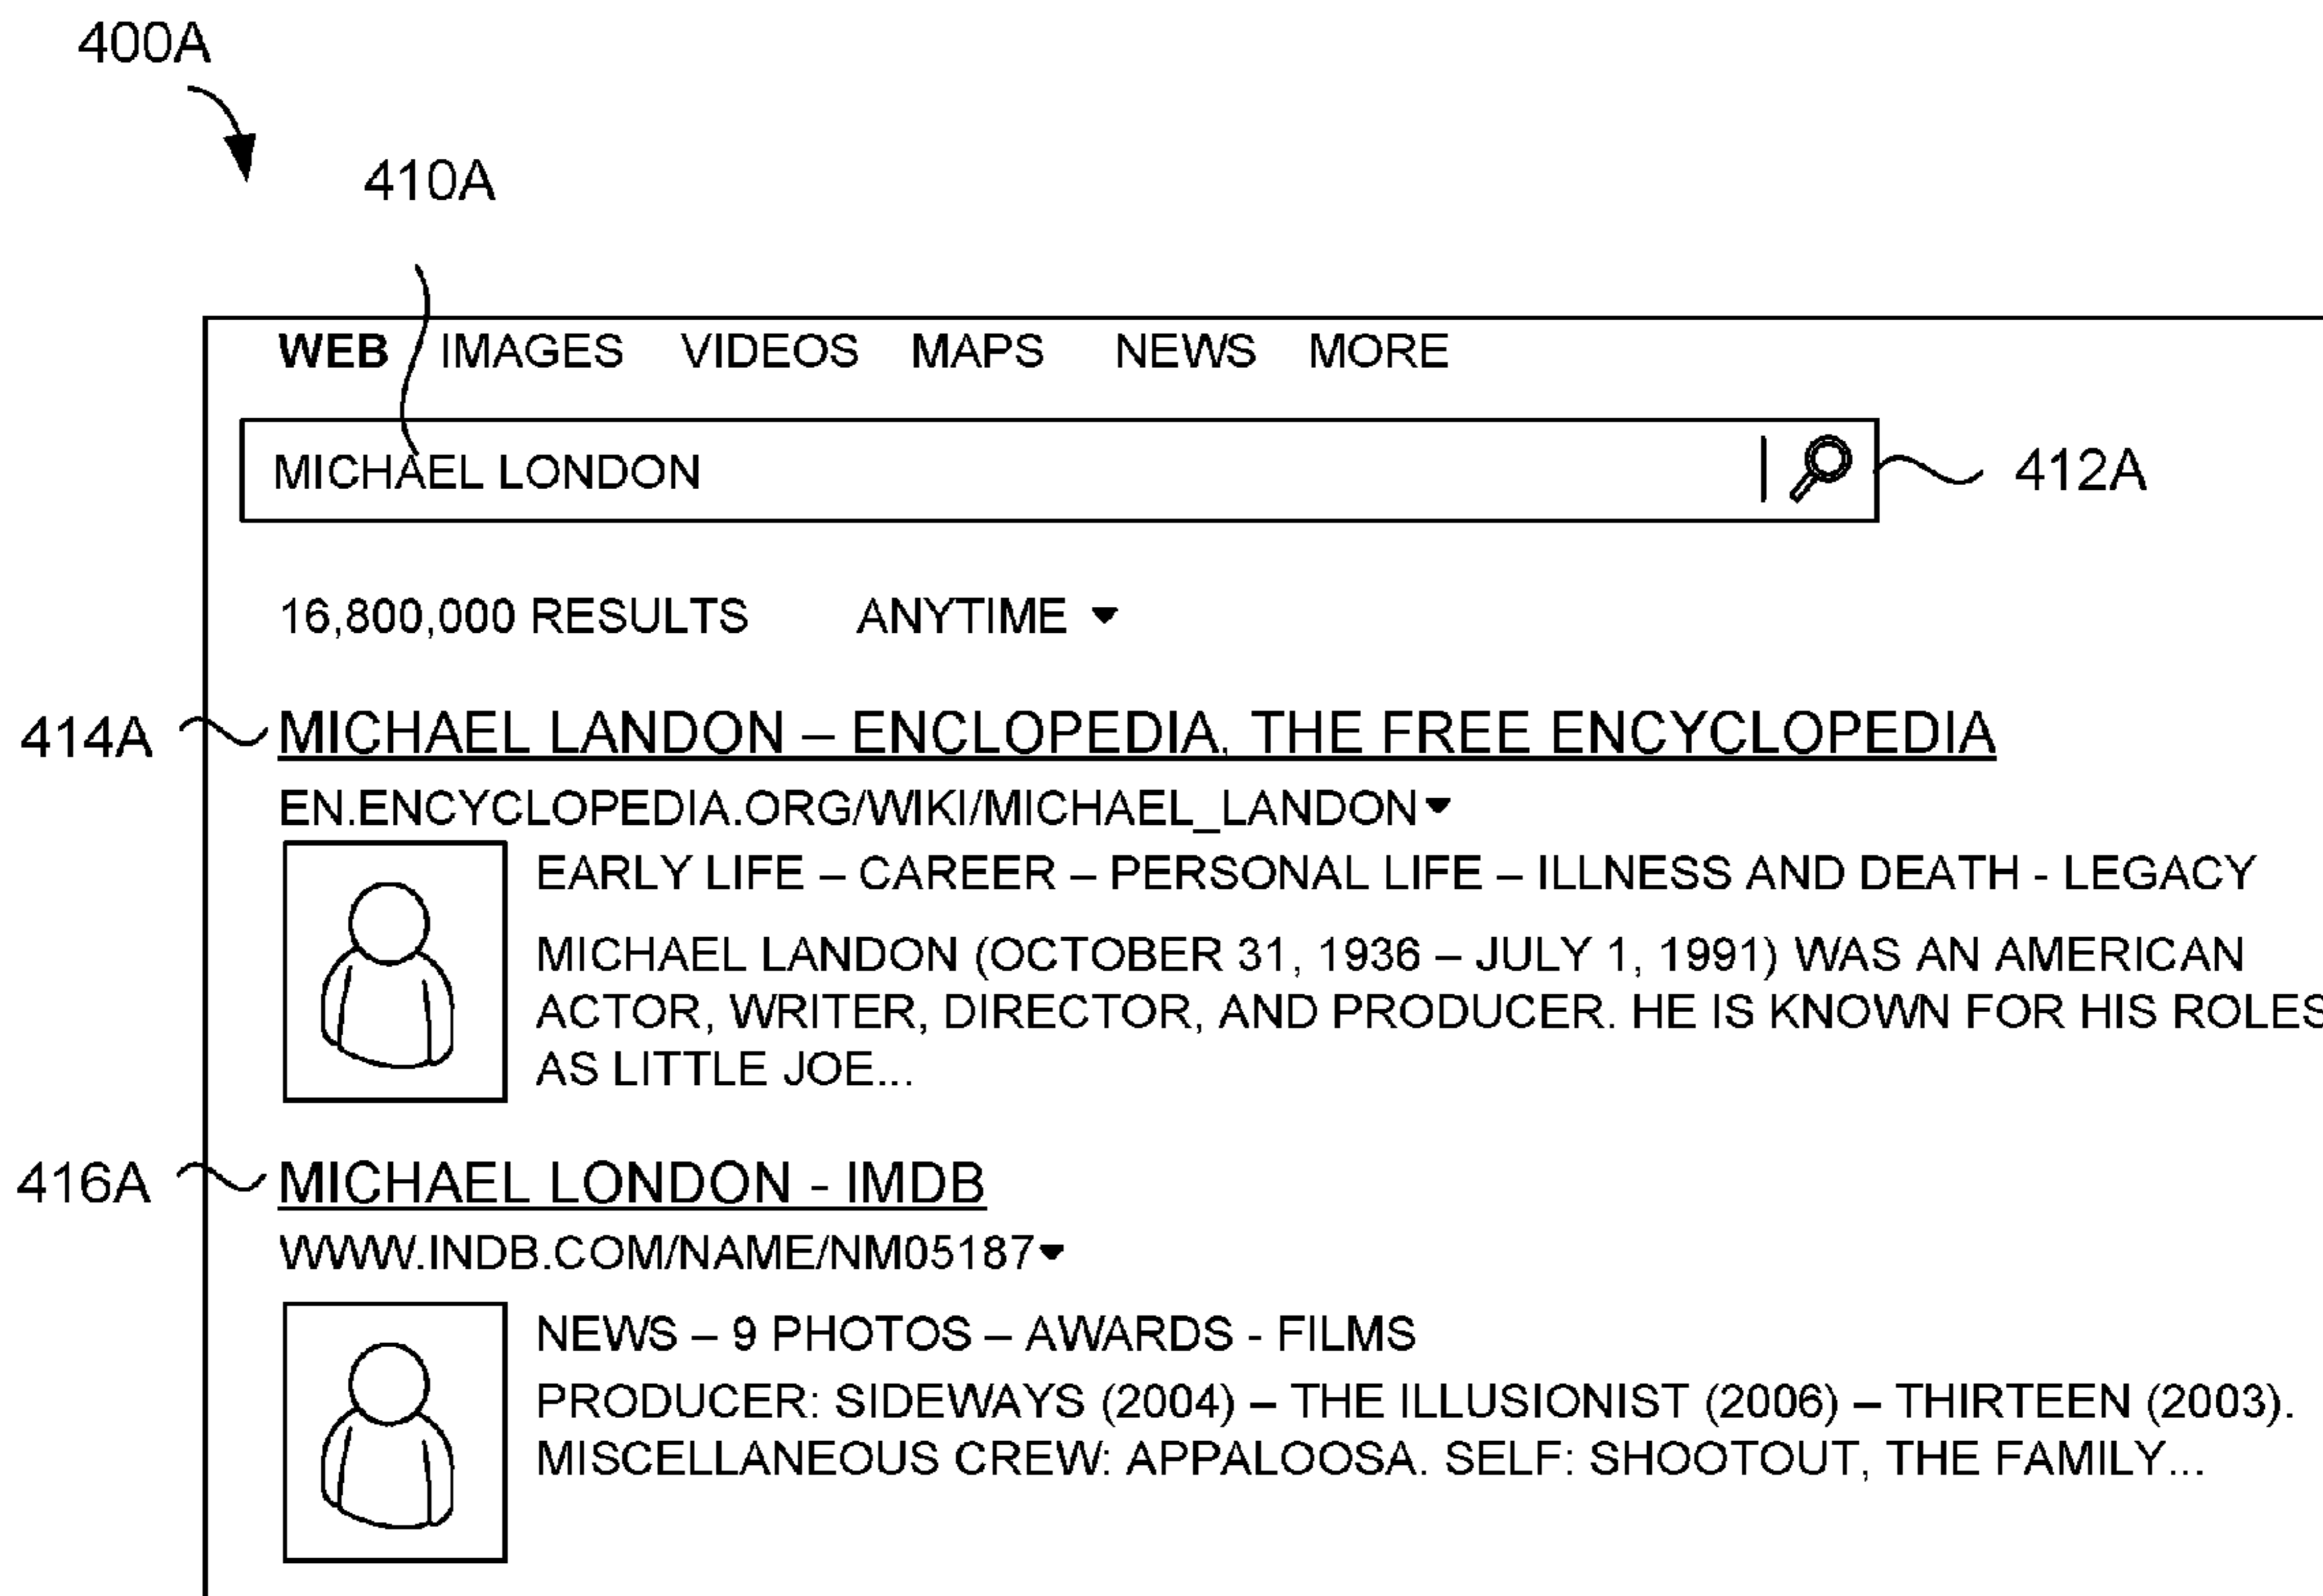 400A
410A
WEB IMAGES VIDEOS MAPS NEWS MORE
MICHAEL LONDON
412A
16,800,000 RESULTS ANYTIME
414A MICHAEL LANDON – ENCLOPEDIA, THE FREE ENCYCLOPEDIA
EN.ENCYCLOPEDIA.ORG/WIKI/MICHAEL_LANDON
EARLY LIFE – CAREER – PERSONAL LIFE – ILLNESS AND DEATH - LEGACY
MICHAEL LANDON (OCTOBER 31, 1936 – JULY 1, 1991) WAS AN AMERICAN
ACTOR, WRITER, DIRECTOR, AND PRODUCER. HE IS KNOWN FOR HIS ROLES
AS LITTLE JOE...
416A MICHAEL LONDON - IMDB
WWW.INDB.COM/NAME/NM05187
NEWS – 9 PHOTOS – AWARDS - FILMS
PRODUCER: SIDEWAYS (2004) – THE ILLUSIONIST (2006) – THIRTEEN (2003).
MISCELLANEOUS CREW: APPALOOSA. SELF: SHOOTOUT, THE FAMILY...